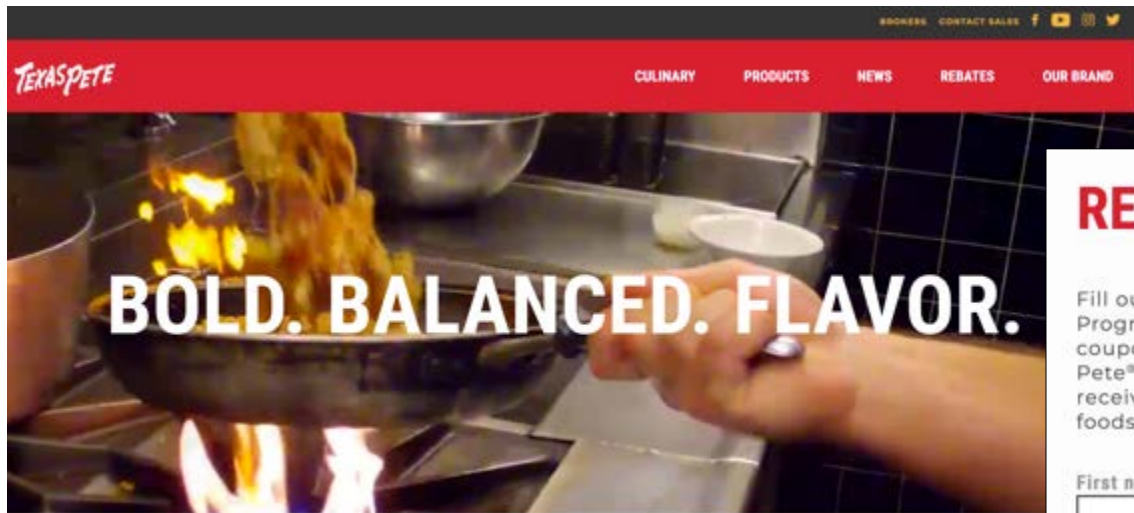 BROKERS CONTACT SALES
TEXAS PETE
CULINARY PRODUCTS NEWS REBATES OUR BRAND
BOLD. BALANCED. FLAVOR.
RE
Fill ou
Progr
coup
Pete®
receiv
foods
First n